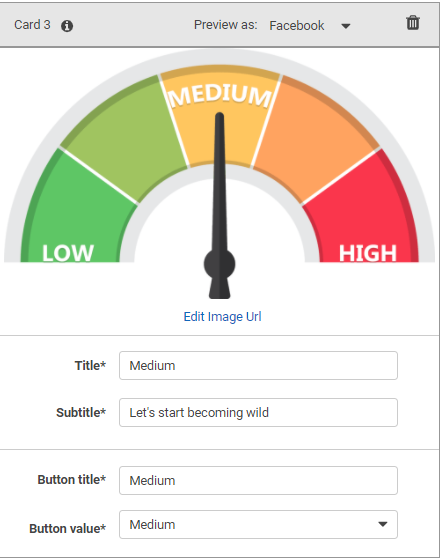 Card 3 Preview as: Facebook
MEDIUM
LOW HIGH
Edit Image Url
Title* Medium
Subtitle* Let's start becoming wild
Button title* Medium
Button value* Medium